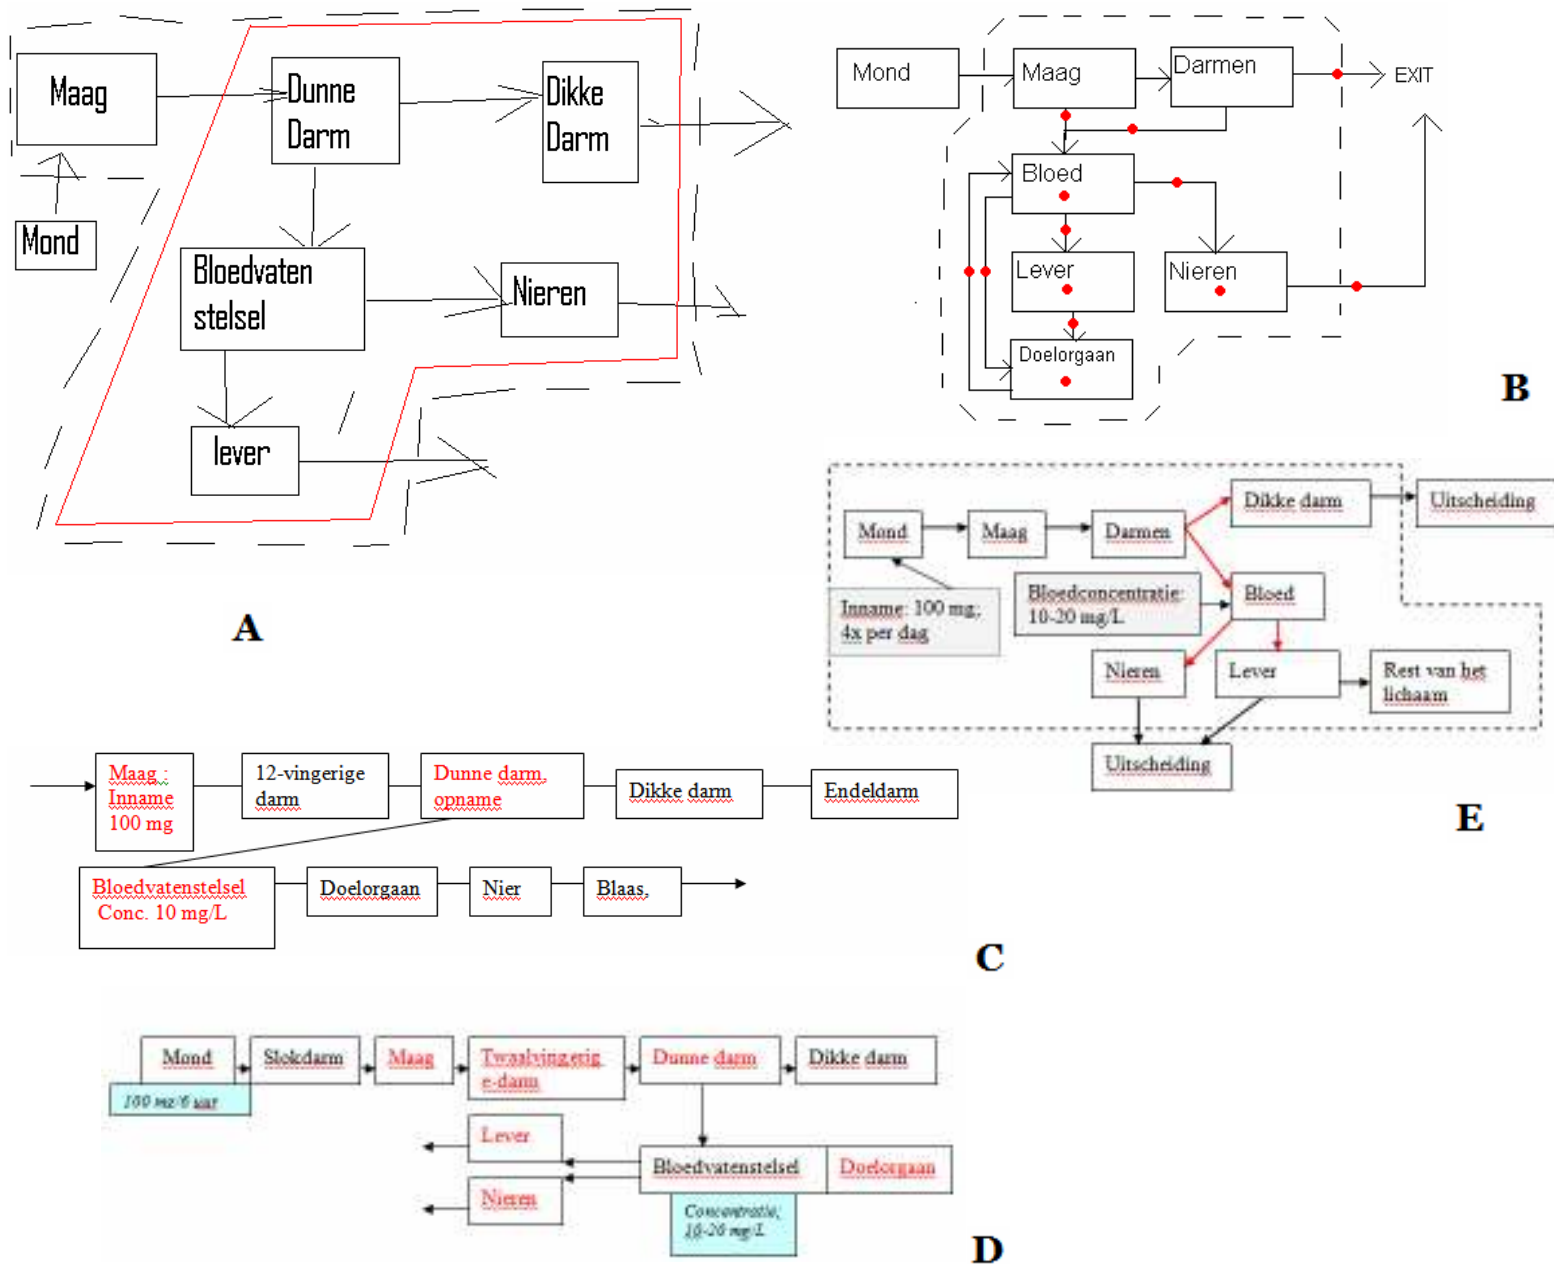 Maag
Dunne
Darm
Dikke
Darm
Mond
Bloedvaten
stelsel
Nieren
lever
A
Mond
Maag
Darmen
EXIT
Bloed
Lever
Nieren
Doelorgaan
B
Dikke darm
Uitscheiding
Mond
Maag
Darmen
Inname: 100 mg,
4x per dag
Bloedconcentratie:
10-20 mg/L
Bloed
Nieren
Lever
Rest van het
lichaam
Uitscheiding
E
Maag :
Inname
100 mg
12-vingerige
darm
Dunne darm,
opname
Dikke darm
Endeldarm
Bloedvatenstelsel
Conc. 10 mg/L
Doelorgaan
Nier
Blaas,
C
Mond
Slokdarm
Maag
Twaalvingerig
e-darm
Dunne darm
Dikke darm
100 mg/6 uur
Lever
Bloedvatenstelsel
Doelorgaan
Nieren
Concentratie;
10-20 mg/L
D